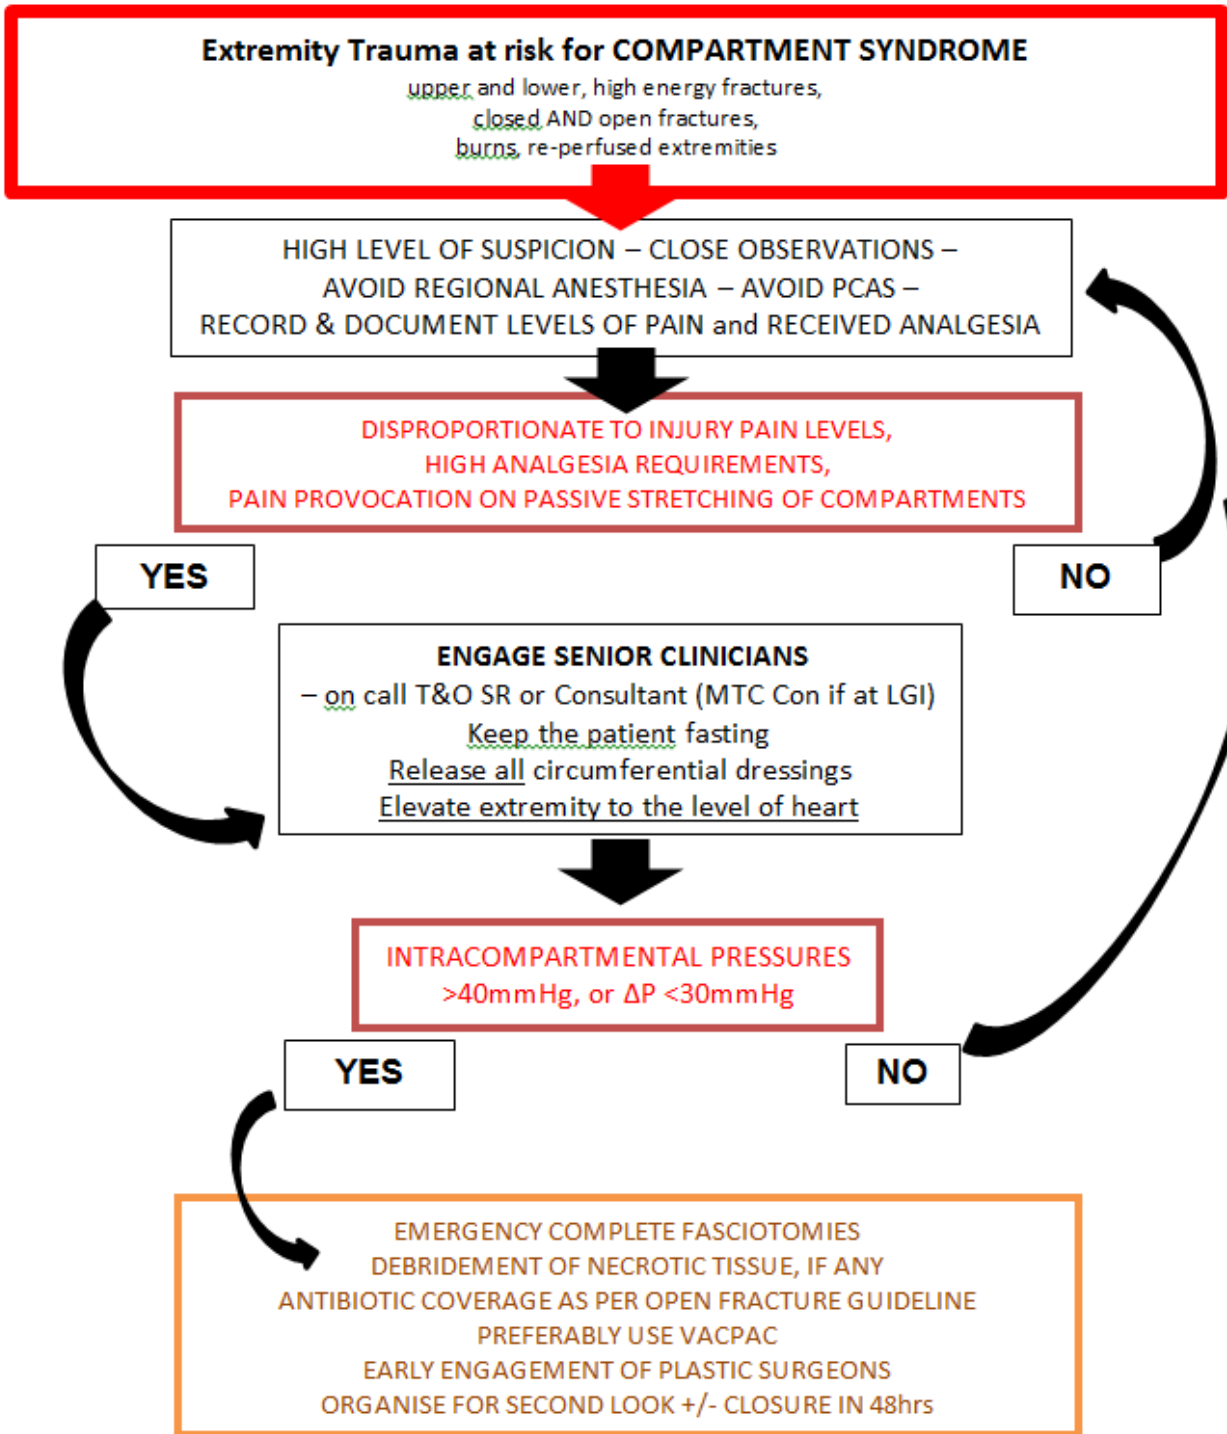 Extremity Trauma at risk for COMPARTMENT SYNDROME
upper and lower, high energy fractures,
closed AND open fractures,
burns, re-perfused extremities
HIGH LEVEL OF SUSPICION – CLOSE OBSERVATIONS –
AVOID REGIONAL ANESTHESIA – AVOID PCAS –
RECORD & DOCUMENT LEVELS OF PAIN and RECEIVED ANALGESIA
DISPROPORTIONATE TO INJURY PAIN LEVELS,
HIGH ANALGESIA REQUIREMENTS,
PAIN PROVOCATION ON PASSIVE STRETCHING OF COMPARTMENTS
YES
NO
ENGAGE SENIOR CLINICIANS
– on call T&O SR or Consultant (MTC Con if at LGI)
Keep the patient fasting
Release all circumferential dressings
Elevate extremity to the level of heart
INTRACOMPARTMENTAL PRESSURES
>40mmHg, or ΔP <30mmHg
YES
NO
EMERGENCY COMPLETE FASCIOTOMIES
DEBRIDEMENT OF NECROTIC TISSUE, IF ANY
ANTIBIOTIC COVERAGE AS PER OPEN FRACTURE GUIDELINE
PREFERABLY USE VACPAC
EARLY ENGAGEMENT OF PLASTIC SURGEONS
ORGANISE FOR SECOND LOOK +/- CLOSURE IN 48hrs